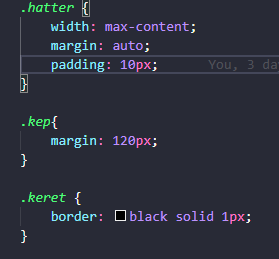 .hatter {
    width: max-content;
    margin: auto;
    padding: 10px;    You, 3 da
}

.kep{
    margin: 120px;
}

.keret {
    border: black solid 1px;
}